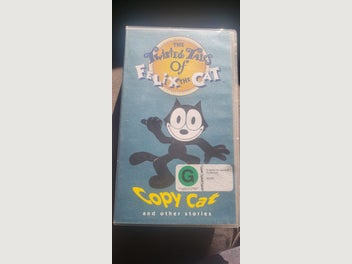 THE
Twisted Tales
Of
FELIX THE CAT
G
Copy Cat
and other stories